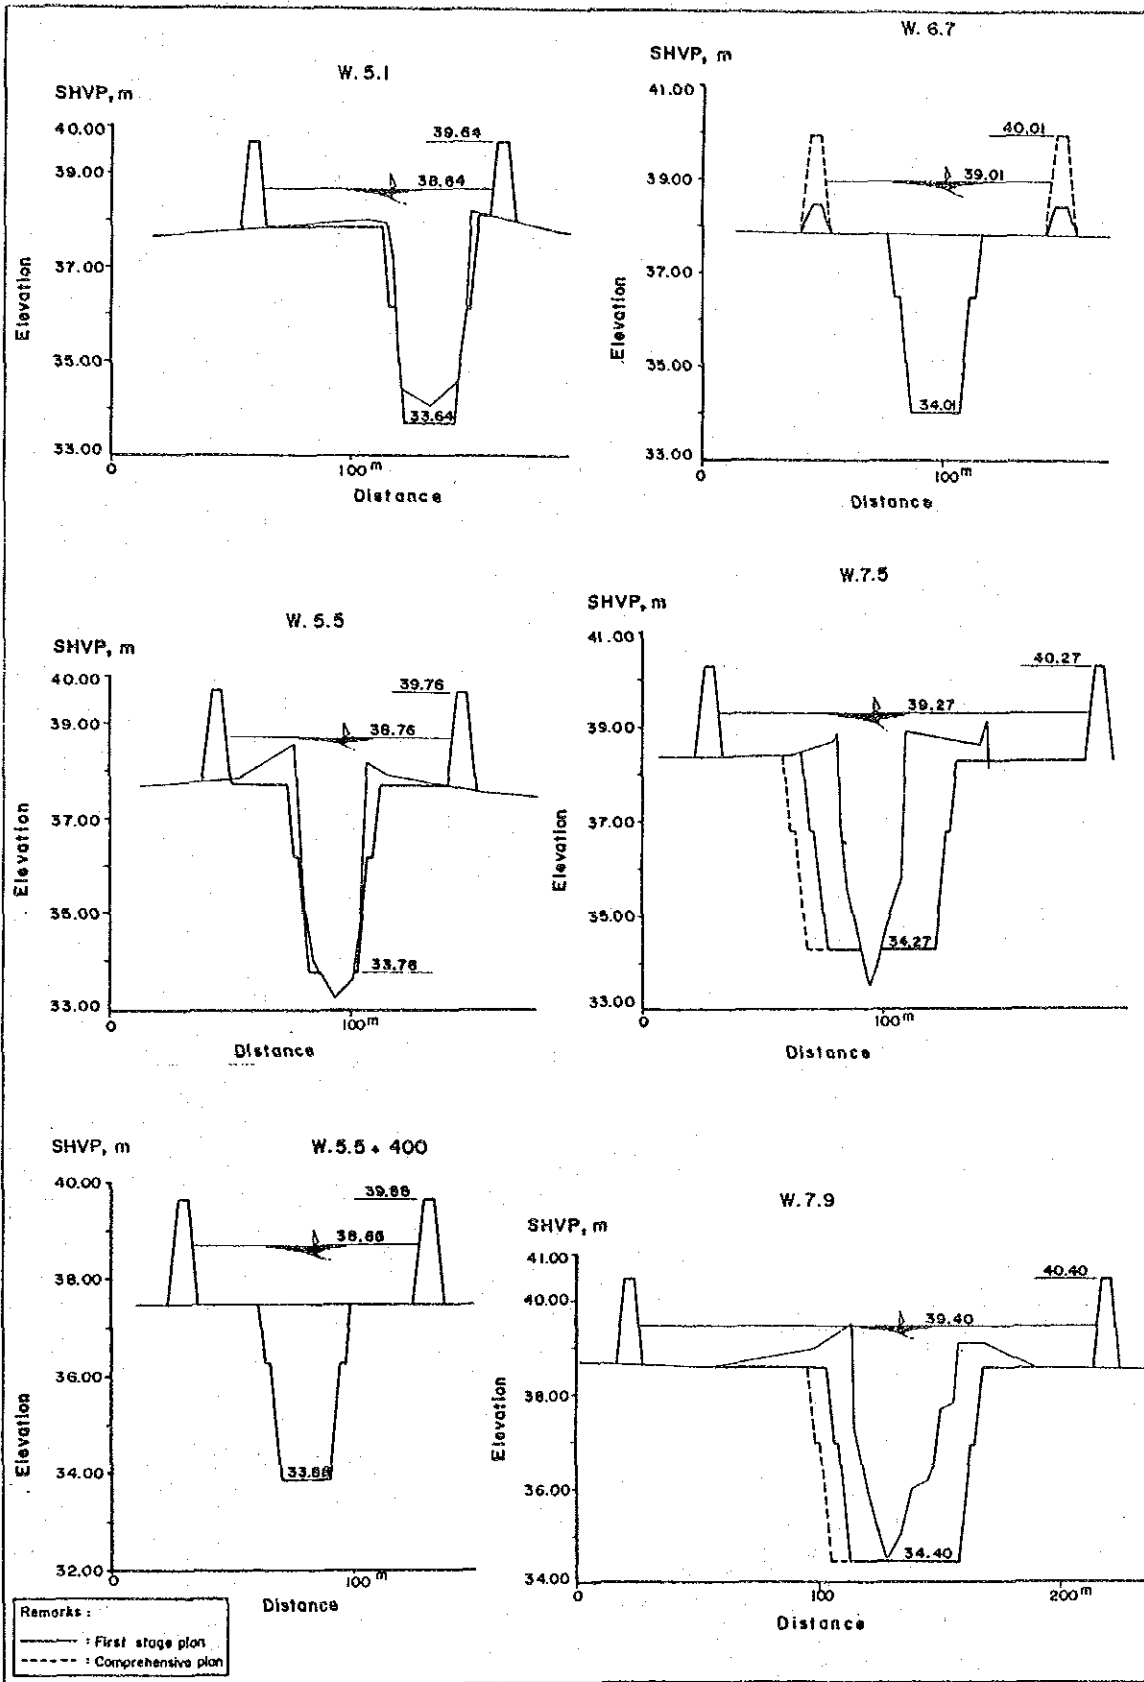 W. 5.1
SHVP, m
40.00
39.00
37.00
35.00
33.00
Elevation
39.64
38.64
33.64
0
100m
Distance
W. 6.7
SHVP, m
41.00
39.00
37.00
35.00
33.00
Elevation
40.01
39.01
34.01
0
100m
Distance
W. 5.5
SHVP, m
40.00
39.00
37.00
35.00
33.00
Elevation
39.76
38.76
33.76
0
100m
Distance
W.7.5
SHVP, m
41.00
39.00
37.00
35.00
33.00
Elevation
40.27
39.27
34.27
0
100m
Distance
W.5.5 + 400
SHVP, m
40.00
38.00
36.00
34.00
32.00
Elevation
39.88
38.88
33.88
0
100m
Distance
W.7.9
SHVP, m
41.00
40.00
38.00
36.00
34.00
Elevation
40.40
39.40
34.40
0
100
200m
Distance
Remarks :
: First stage plan
: Comprehensive plan